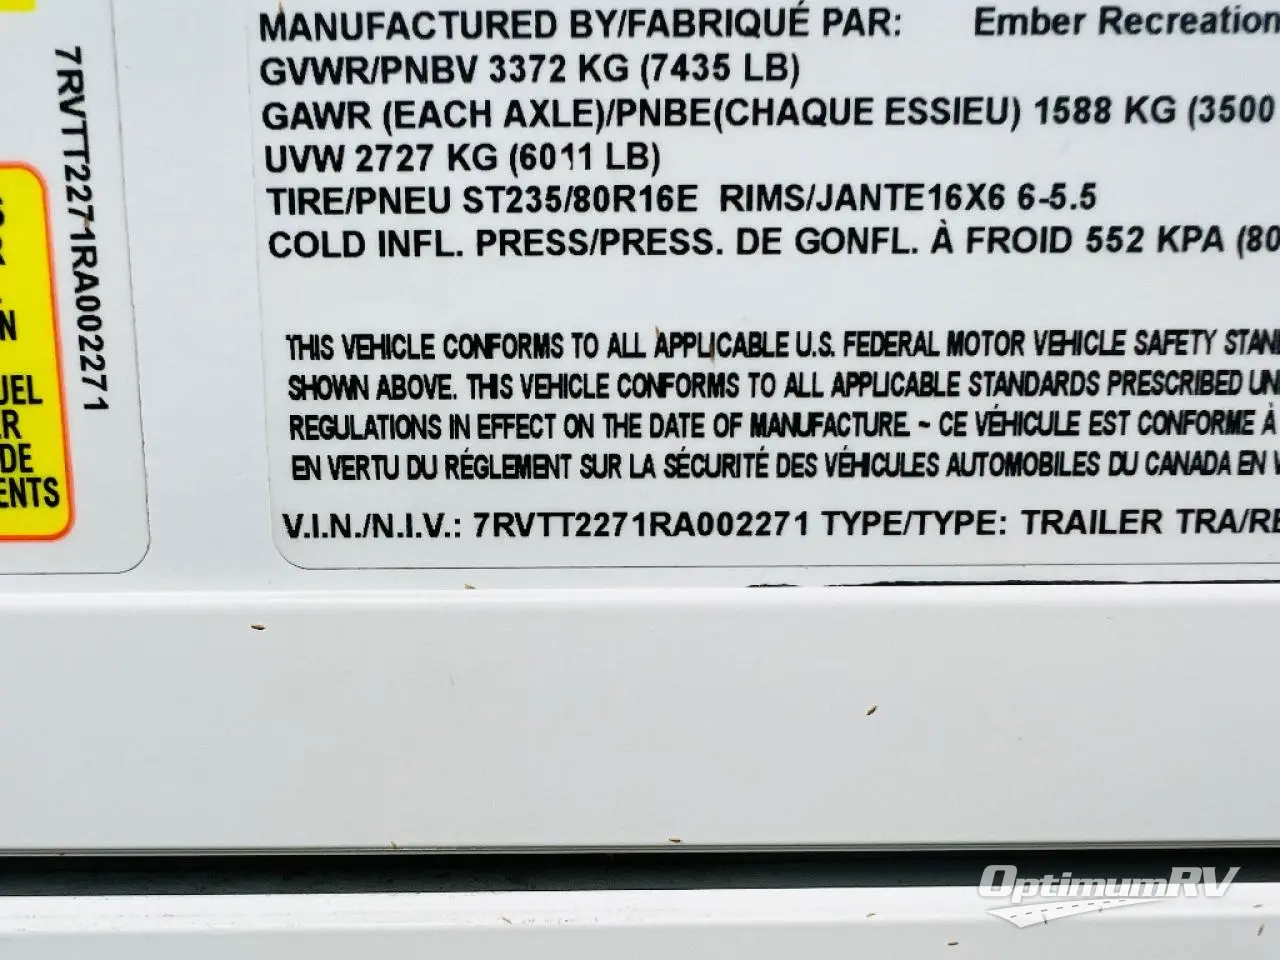 7RVTT2271RA002271
N
UEL
ER
DE
ENTS
MANUFACTURED BY/FABRIQUÉ PAR: Ember Recreation
GVWR/PNBV 3372 KG (7435 LB)
GAWR (EACH AXLE)/PNBE(CHAQUE ESSIEU) 1588 KG (3500
UVW 2727 KG (6011 LB)
TIRE/PNEU ST235/80R16E RIMS/JANTE16X6 6-5.5
COLD INFL. PRESS/PRESS. DE GONFL. À FROID 552 KPA (80
THIS VEHICLE CONFORMS TO ALL APPLICABLE U.S. FEDERAL MOTOR VEHICLE SAFETY STAN
SHOWN ABOVE. THIS VEHICLE CONFORMS TO ALL APPLICABLE STANDARDS PRESCRIBED UN
REGULATIONS IN EFFECT ON THE DATE OF MANUFACTURE. ~ CE VÉHICULE EST CONFORME À
EN VERTU DU RÉGLEMENT SUR LA SÉCURITÉ DES VÉHICULES AUTOMOBILES DU CANADA EN V
V.I.N./N.I.V.: 7RVTT2271RA002271 TYPE/TYPE: TRAILER TRA/RE
OptimumRV